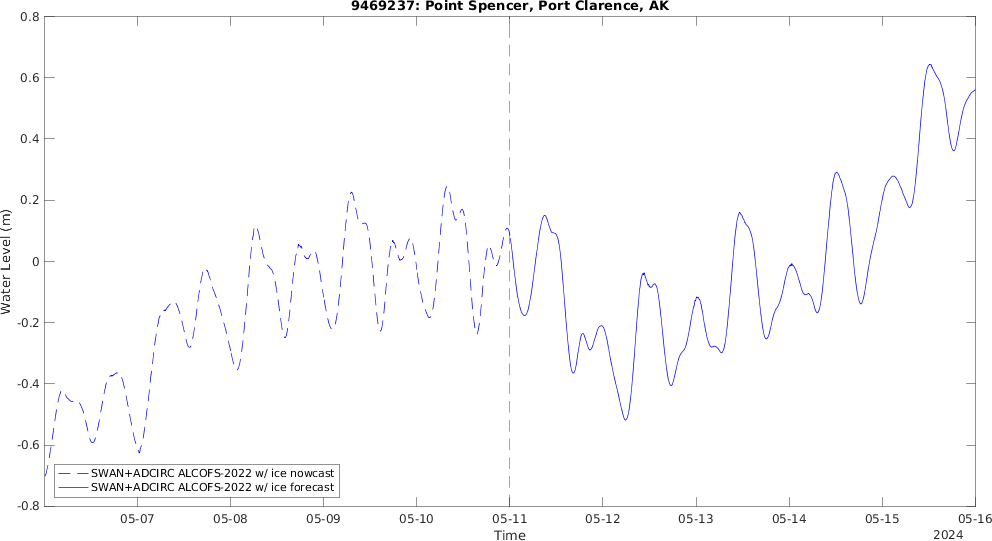 9469237: Point Spencer, Port Clarence, AK
0.8
0.6
0.4
0.2
0
-0.2
-0.4
-0.6
-0.8
Water Level (m)
SWAN+ADCIRC ALCOFS-2022 w/ ice nowcast
SWAN+ADCIRC ALCOFS-2022 w/ ice forecast
05-07 05-08 05-09 05-10 05-11 05-12 05-13 05-14 05-15 05-16
Time
2024